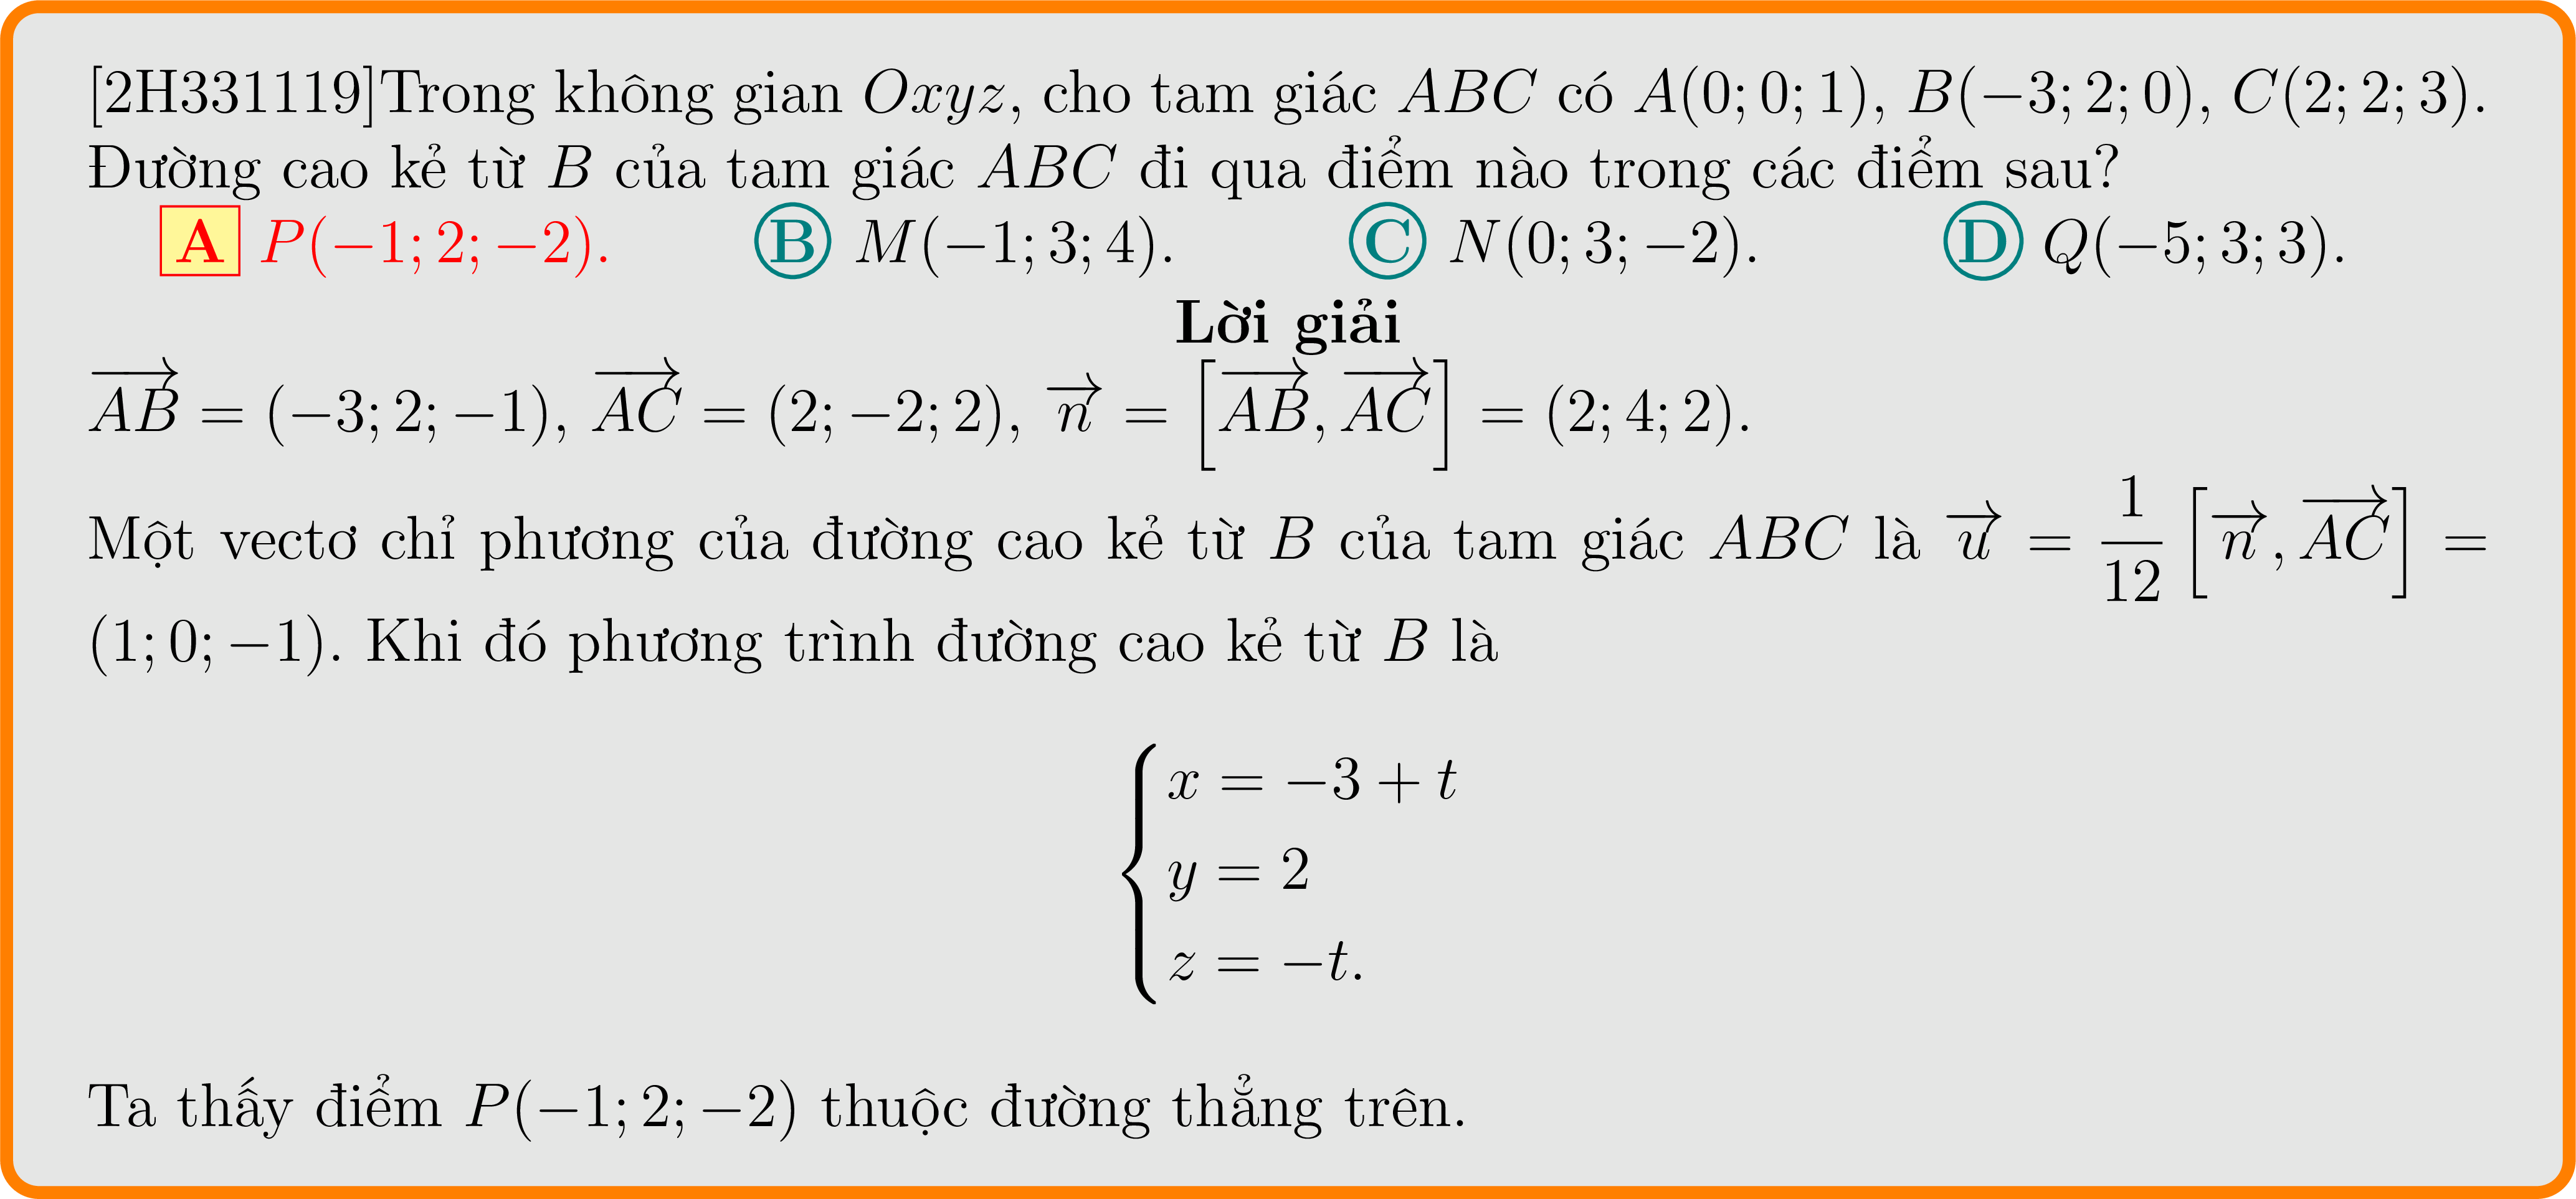 [2H331119]Trong không gian Oxyz, cho tam giác ABC có A(0; 0; 1), B(−3; 2; 0), C(2; 2; 3).
Đường cao kẻ từ B của tam giác ABC đi qua điểm nào trong các điểm sau?
A P(−1; 2; −2). B M(−1; 3; 4). C N(0; 3; −2). D Q(−5; 3; 3).
Lời giải
$\overrightarrow{AB} = (−3; 2; −1), \overrightarrow{AC} = (2; −2; 2), \overrightarrow{n} = \left[\overrightarrow{AB}, \overrightarrow{AC}\right] = (2; 4; 2).$
Một vectơ chỉ phương của đường cao kẻ từ B của tam giác ABC là $\overrightarrow{u} = \frac{1}{12}\left[\overrightarrow{n}, \overrightarrow{AC}\right] =$
(1; 0; −1). Khi đó phương trình đường cao kẻ từ B là
x = −3 + t
y = 2
z = −t.
Ta thấy điểm P(−1; 2; −2) thuộc đường thẳng trên.